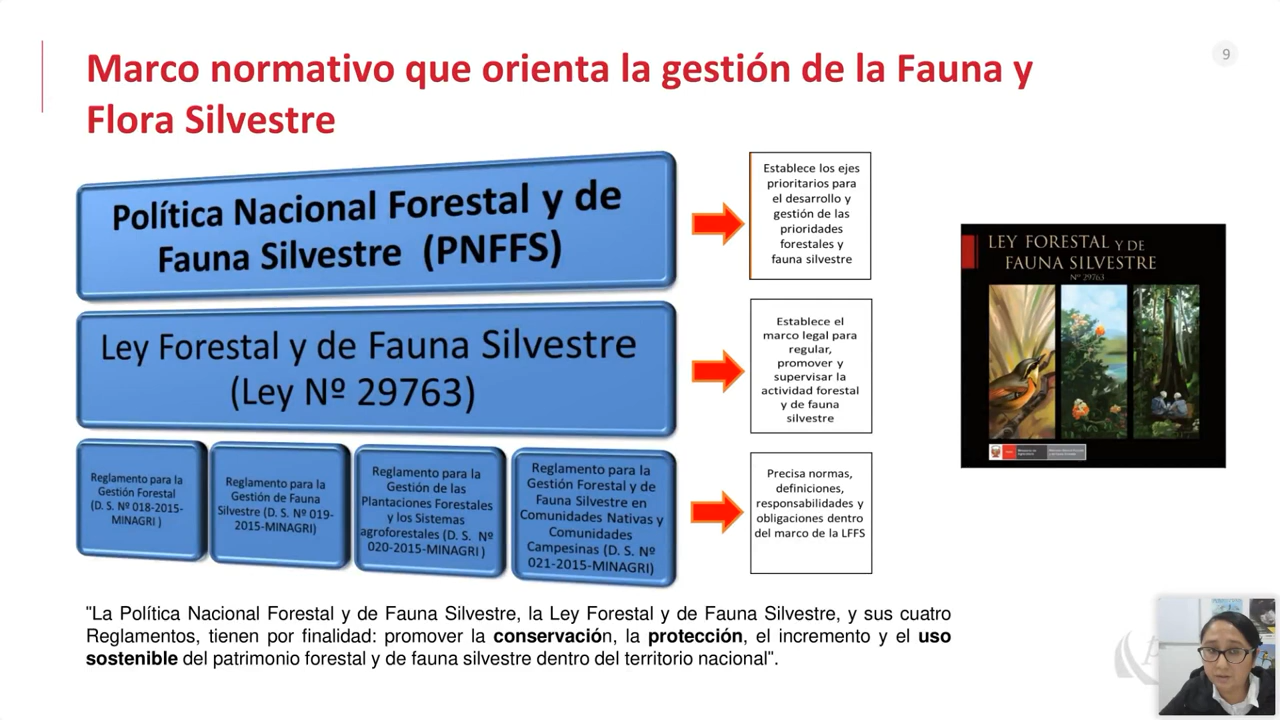 Marco normativo que orienta la gestión de la Fauna y
Flora Silvestre
9
Política Nacional Forestal y de
Fauna Silvestre (PNFFS)
Establece los ejes
prioritarios para
el desarrollo y
gestión de las
prioridades
forestales y
fauna silvestre
Ley Forestal y de Fauna Silvestre
(Ley Nº 29763)
Establece el
marco legal para
regular,
promover y
supervisar la
actividad forestal
y de fauna
silvestre
Reglamento para la
Gestión Forestal
(D. S. Nº 018-2015-
MINAGRI )
Reglamento para la
Gestión de Fauna
Silvestre (D. S. Nº 019-
2015-MINAGRI)
Reglamento para la
Gestión de las
Plantaciones Forestales
y los Sistemas
agroforestales (D. S. Nº
020-2015-MINAGRI )
Reglamento para la
Gestión Forestal y de
Fauna Silvestre en
Comunidades Nativas y
Comunidades
Campesinas (D. S. Nº
021-2015-MINAGRI)
Precisa normas,
definiciones,
responsabilidades y
obligaciones dentro
del marco de la LFFS
LEY FORESTAL Y DE
FAUNA SILVESTRE
Nº 29763
"La Política Nacional Forestal y de Fauna Silvestre, la Ley Forestal y de Fauna Silvestre, y sus cuatro
Reglamentos, tienen por finalidad: promover la conservación, la protección, el incremento y el uso
sostenible del patrimonio forestal y de fauna silvestre dentro del territorio nacional".